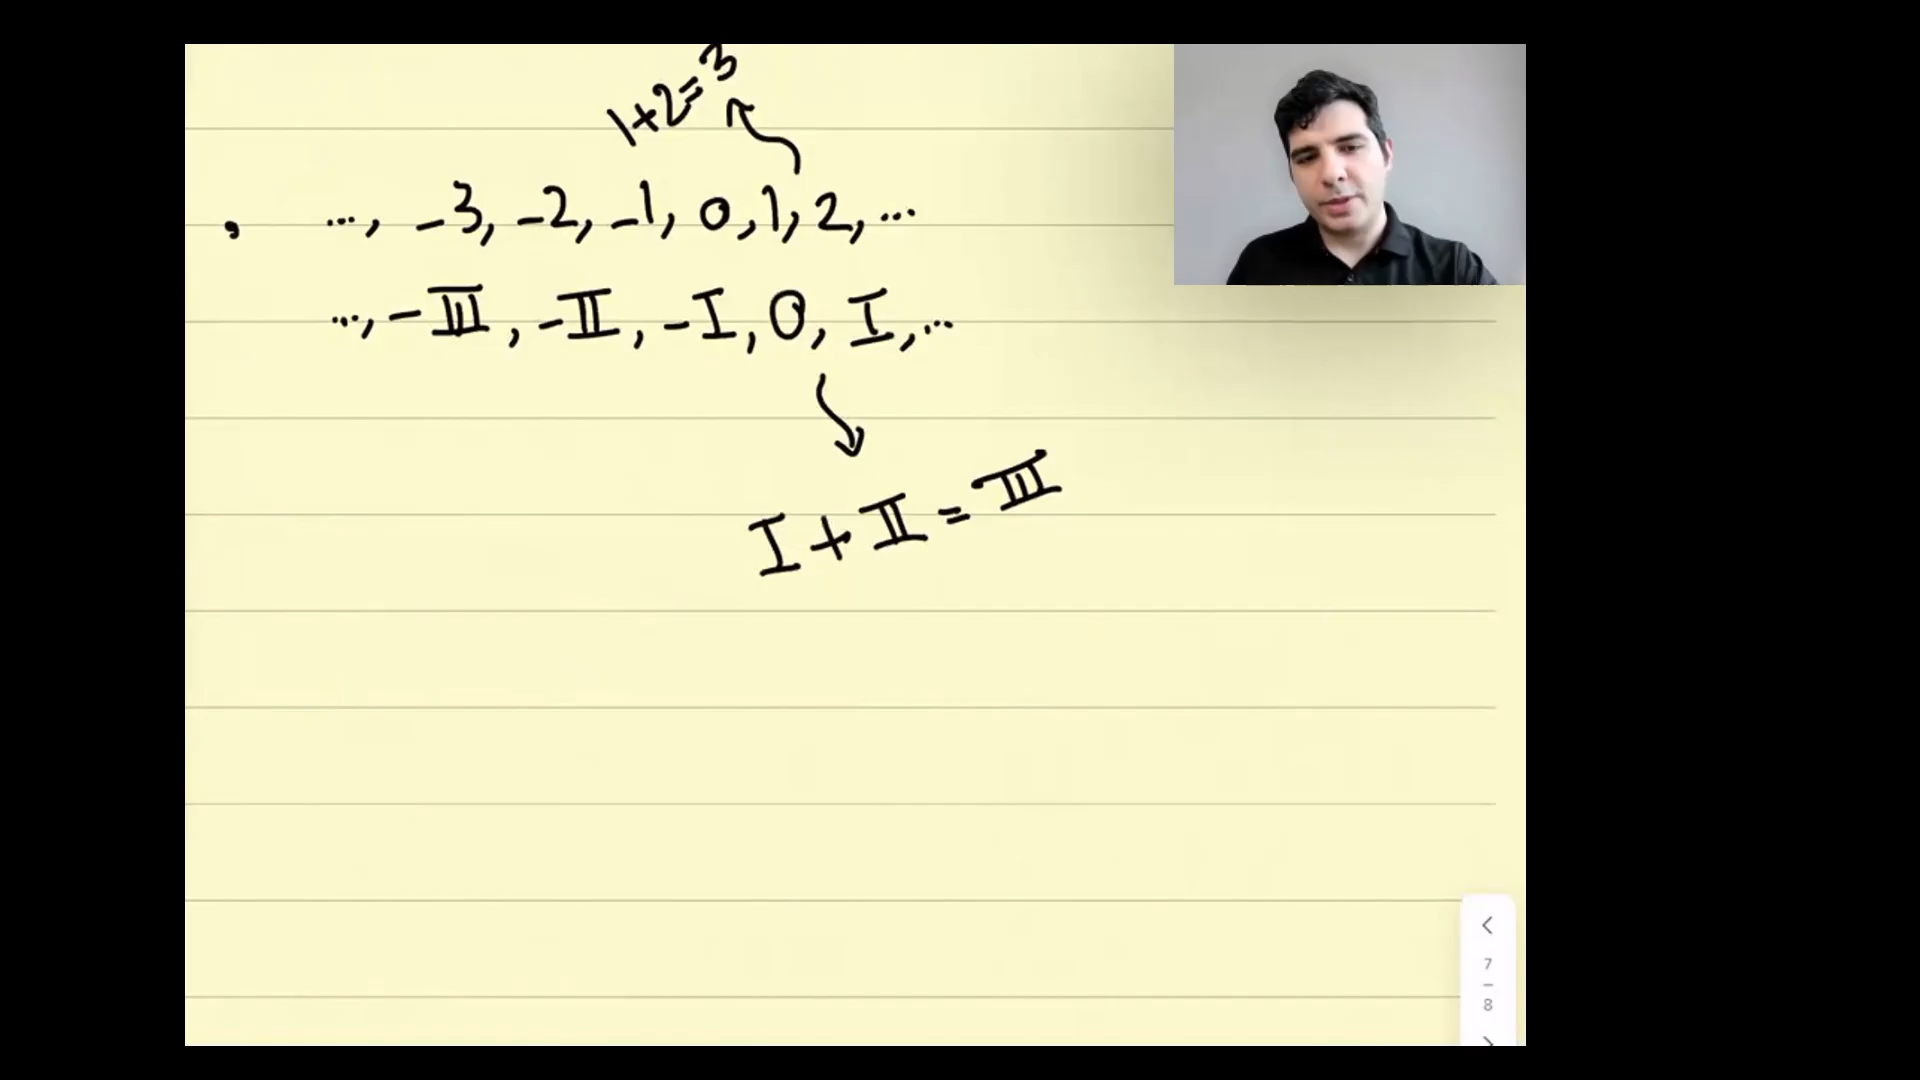 1+2=3
. ..., -3, -2, -1, 0, 1, 2, ...
..., -III, -II, -I, 0, I, ...
I + II = III
7
8